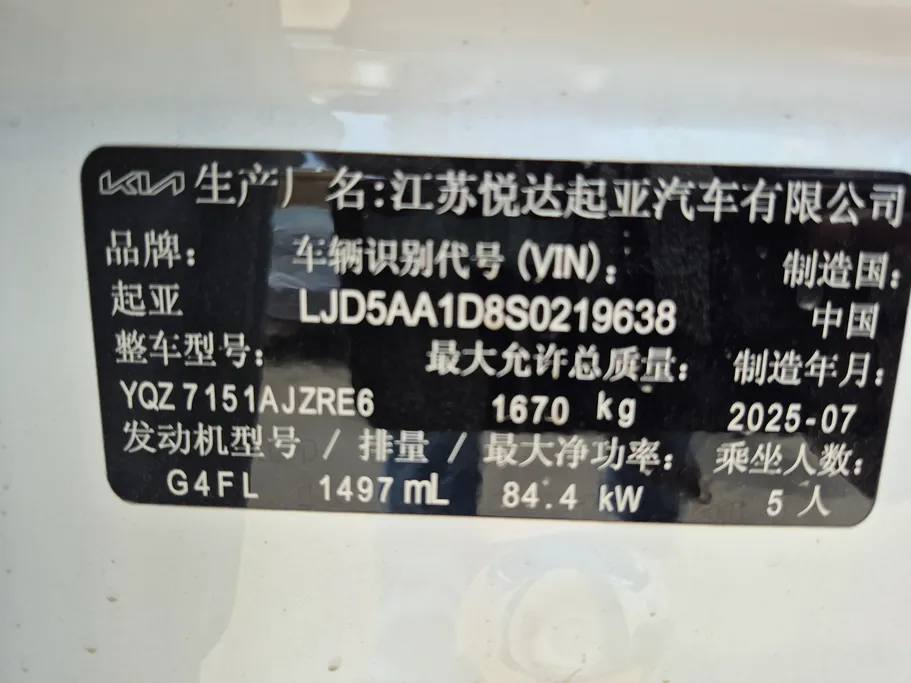 KIA 生产厂名:江苏悦达起亚汽车有限公司
品牌: 车辆识别代号 (VIN): 制造国:
起亚 LJD5AA1D8S0219638 中国
整车型号: 最大允许总质量: 制造年月:
YQZ7151AJZRE6 1670 kg 2025-07
发动机型号 / 排量 / 最大净功率: 乘坐人数:
G4FL 1497mL 84.4 kW 5 人